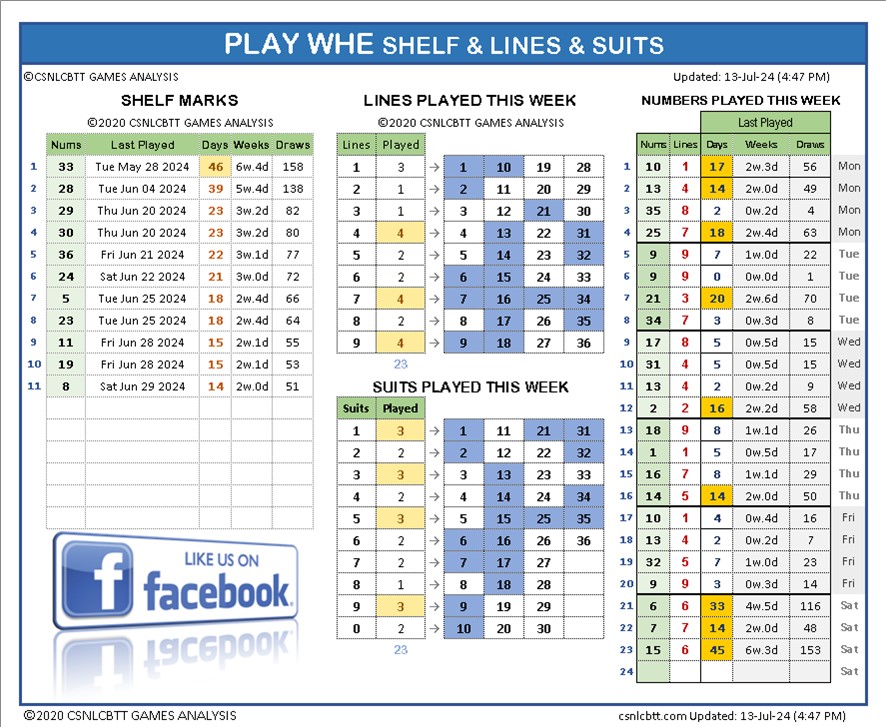 PLAY WHE SHELF & LINES & SUITS
©CSNLCBTT GAMES ANALYSIS
Updated: 13-Jul-24 (4:47 PM)
SHELF MARKS
©2020 CSNLCBTT GAMES ANALYSIS
Nums Last Played Days Weeks Draws
1 33 Tue May 28 2024 46 6w.4d 158
2 28 Tue Jun 04 2024 39 5w.4d 138
3 29 Thu Jun 20 2024 23 3w.2d 82
4 30 Thu Jun 20 2024 23 3w.2d 80
5 36 Fri Jun 21 2024 22 3w.1d 77
6 24 Sat Jun 22 2024 21 3w.0d 72
7 5 Tue Jun 25 2024 18 2w.4d 66
8 23 Tue Jun 25 2024 18 2w.4d 64
9 11 Fri Jun 28 2024 15 2w.1d 55
10 19 Fri Jun 28 2024 15 2w.1d 53
11 8 Sat Jun 29 2024 14 2w.0d 51
LIKE US ON
f facebook
LINES PLAYED THIS WEEK
©2020 CSNLCBTT GAMES ANALYSIS
Lines Played
1 3 → 1 10 19 28
2 1 → 2 11 20 29
3 1 → 3 12 21 30
4 4 → 4 13 22 31
5 2 → 5 14 23 32
6 2 → 6 15 24 33
7 4 → 7 16 25 34
8 2 → 8 17 26 35
9 4 → 9 18 27 36
23
SUITS PLAYED THIS WEEK
Suits Played
1 3 → 1 11 21 31
2 2 → 2 12 22 32
3 3 → 3 13 23 33
4 2 → 4 14 24 34
5 3 → 5 15 25 35
6 2 → 6 16 26 36
7 2 → 7 17 27
8 1 → 8 18 28
9 3 → 9 19 29
0 2 → 10 20 30
23
NUMBERS PLAYED THIS WEEK
Last Played
Nums Lines Days Weeks Draws
1 10 1 17 2w.3d 56 Mon
2 13 4 14 2w.0d 49 Mon
3 35 8 2 0w.2d 4 Mon
4 25 7 18 2w.4d 63 Mon
5 9 9 7 1w.0d 22 Tue
6 9 9 0 0w.0d 1 Tue
7 21 3 20 2w.6d 70 Tue
8 34 7 3 0w.3d 8 Tue
9 17 8 5 0w.5d 15 Wed
10 31 4 5 0w.5d 15 Wed
11 13 4 2 0w.2d 9 Wed
12 2 2 16 2w.2d 58 Wed
13 18 9 8 1w.1d 26 Thu
14 1 1 5 0w.5d 17 Thu
15 16 7 8 1w.1d 29 Thu
16 14 5 14 2w.0d 50 Thu
17 10 1 4 0w.4d 16 Fri
18 13 4 2 0w.2d 7 Fri
19 32 5 7 1w.0d 23 Fri
20 9 9 3 0w.3d 14 Fri
21 6 6 33 4w.5d 116 Sat
22 7 7 14 2w.0d 48 Sat
23 15 6 45 6w.3d 153 Sat
24 Sat
©2020 CSNLCBTT GAMES ANALYSIS
csnlcbtt.com Updated: 13-Jul-24 (4:47 PM)